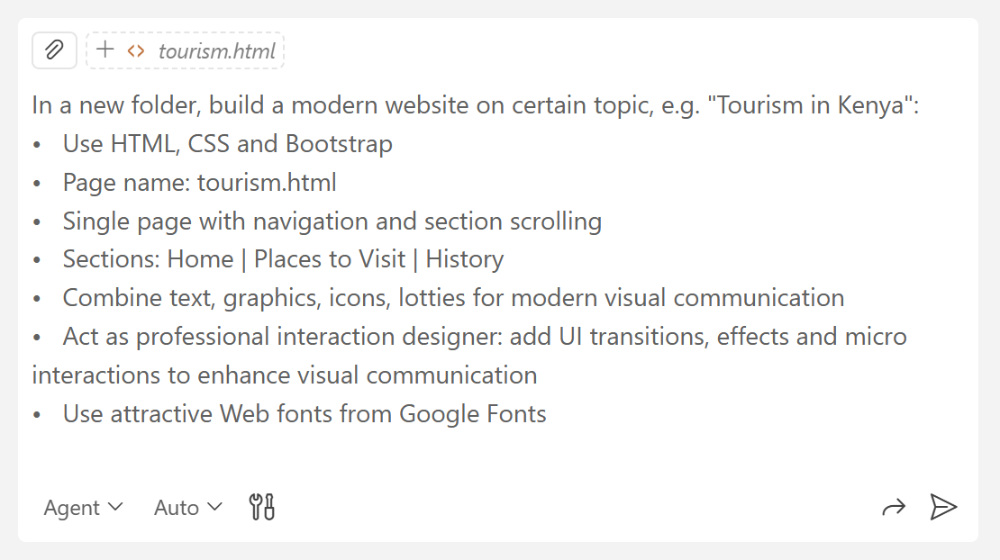 tourism.html
In a new folder, build a modern website on certain topic, e.g. "Tourism in Kenya":
• Use HTML, CSS and Bootstrap
• Page name: tourism.html
• Single page with navigation and section scrolling
• Sections: Home | Places to Visit | History
• Combine text, graphics, icons, lotties for modern visual communication
• Act as professional interaction designer: add UI transitions, effects and micro
interactions to enhance visual communication
• Use attractive Web fonts from Google Fonts
Agent Auto